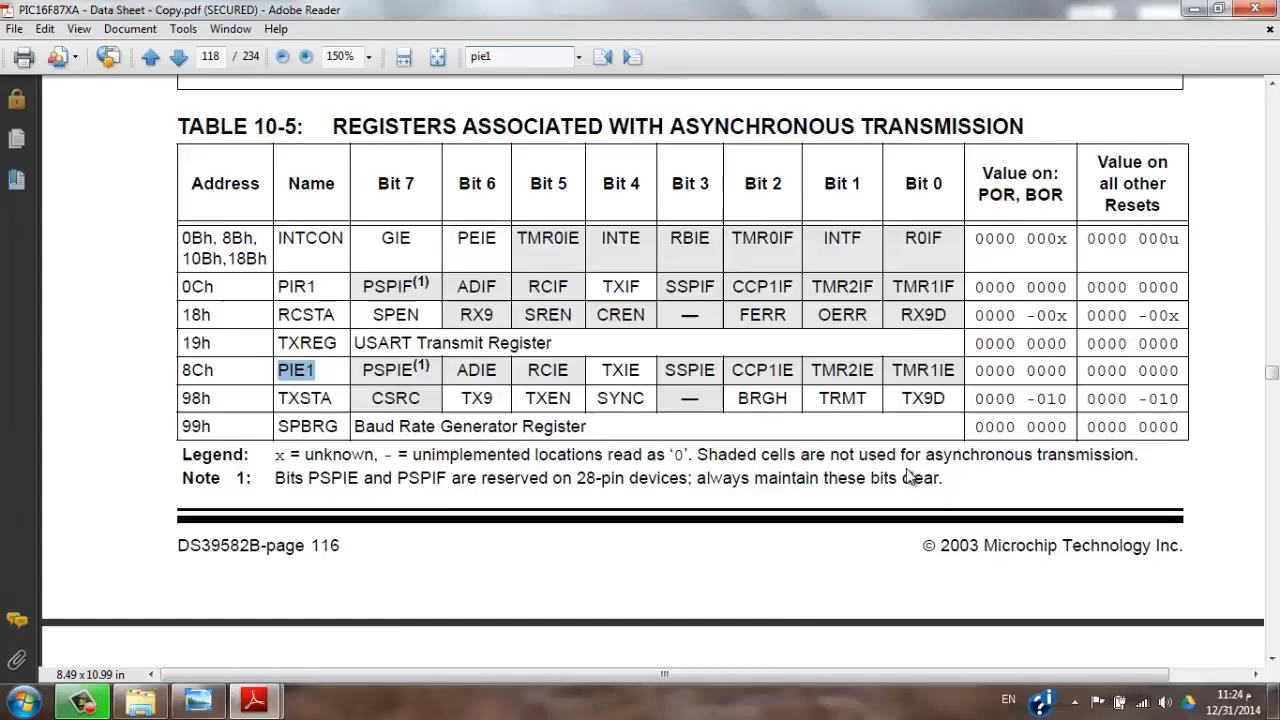 PIC16F87XA - Data Sheet - Copy.pdf (SECURED) - Adobe Reader
File Edit View Document Tools Window Help
118 / 234 150% pie1
TABLE 10-5: REGISTERS ASSOCIATED WITH ASYNCHRONOUS TRANSMISSION
Address Name Bit 7 Bit 6 Bit 5 Bit 4 Bit 3 Bit 2 Bit 1 Bit 0 Value on: POR, BOR Value on all other Resets
0Bh, 8Bh, 10Bh,18Bh INTCON GIE PEIE TMR0IE INTE RBIE TMR0IF INTF R0IF 0000 000x 0000 000u
0Ch PIR1 PSPIF(1) ADIF RCIF TXIF SSPIF CCP1IF TMR2IF TMR1IF 0000 0000 0000 0000
18h RCSTA SPEN RX9 SREN CREN — FERR OERR RX9D 0000 -00x 0000 -00x
19h TXREG USART Transmit Register 0000 0000 0000 0000
8Ch PIE1 PSPIE(1) ADIE RCIE TXIE SSPIE CCP1IE TMR2IE TMR1IE 0000 0000 0000 0000
98h TXSTA CSRC TX9 TXEN SYNC — BRGH TRMT TX9D 0000 -010 0000 -010
99h SPBRG Baud Rate Generator Register 0000 0000 0000 0000
Legend: x = unknown, - = unimplemented locations read as ‘0’. Shaded cells are not used for asynchronous transmission.
Note 1: Bits PSPIE and PSPIF are reserved on 28-pin devices; always maintain these bits clear.
DS39582B-page 116 © 2003 Microchip Technology Inc.
8.49 x 10.99 in
EN 11:24 م
12/31/2014